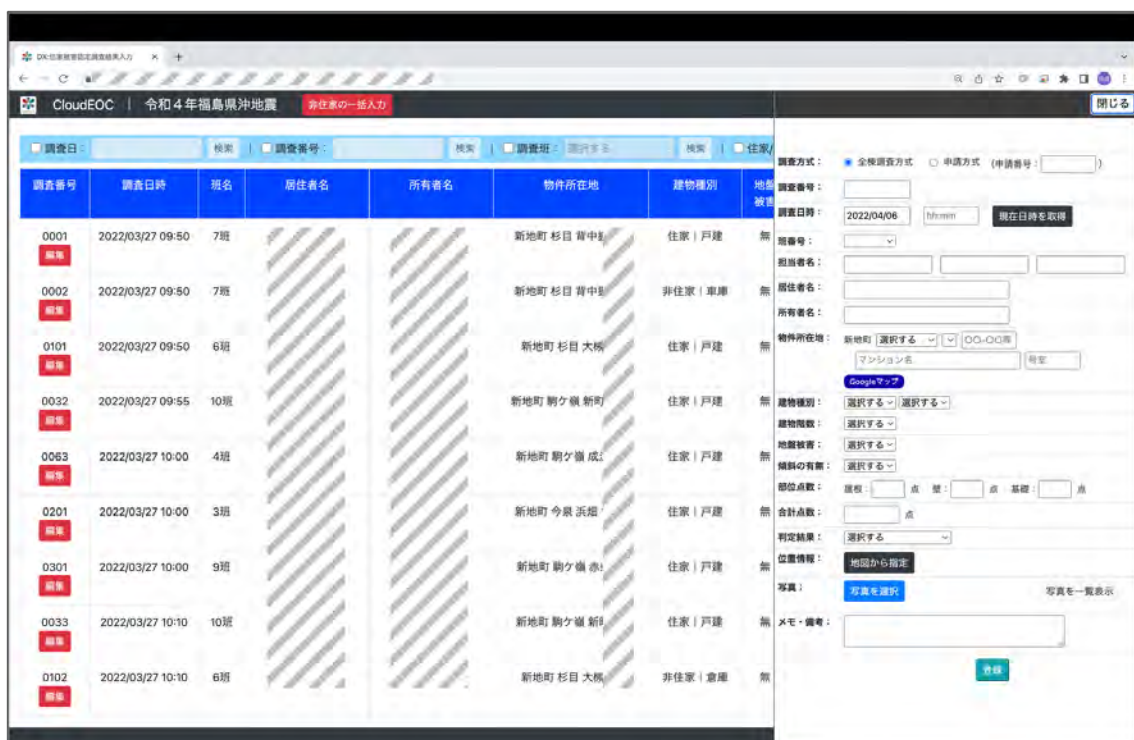 DX:住家被害認定調査結果入力
CloudEOC | 令和4年福島県沖地震 非住家の一括入力 閉じる
調査日： 検索 | 調査番号： 検索 | 調査班： 選択する 検索 | 住家/
調査番号 調査日時 班名 居住者名 所有者名 物件所在地 建物種別 地盤被害
0001 2022/03/27 09:50 7班 新地町 杉目 背中 住家 | 戸建 無
編集
0002 2022/03/27 09:50 7班 新地町 杉目 背中 非住家 | 車庫 無
編集
0101 2022/03/27 09:50 6班 新地町 杉目 大 住家 | 戸建 無
編集
0032 2022/03/27 09:55 10班 新地町 駒ケ嶺 新町 住家 | 戸建 無
編集
0063 2022/03/27 10:00 4班 新地町 駒ケ嶺 住家 | 戸建 無
編集
0201 2022/03/27 10:00 3班 新地町 今泉 浜畑 住家 | 戸建 無
編集
0301 2022/03/27 10:00 9班 新地町 駒ケ嶺 住家 | 戸建 無
編集
0033 2022/03/27 10:10 10班 新地町 駒ケ嶺 住家 | 戸建 無
編集
0102 2022/03/27 10:10 6班 新地町 杉目 大 非住家 | 倉庫 無
編集
調査方式： 全棟調査方式 申請方式 (申請番号： )
調査番号：
調査日時： 2022/04/06 hh:mm 現在日時を取得
班番号：
担当者名：
居住者名：
所有者名：
物件所在地： 新地町 選択する 〇〇-〇〇等
マンション名 号室
Googleマップ
建物種別： 選択する 選択する
建物階数： 選択する
地盤被害： 選択する
傾斜の有無： 選択する
部位点数： 屋根： 点 壁： 点 基礎： 点
合計点数： 点
判定結果： 選択する
位置情報： 地図から指定
写真： 写真を選択 写真を一覧表示
メモ・備考：
登録